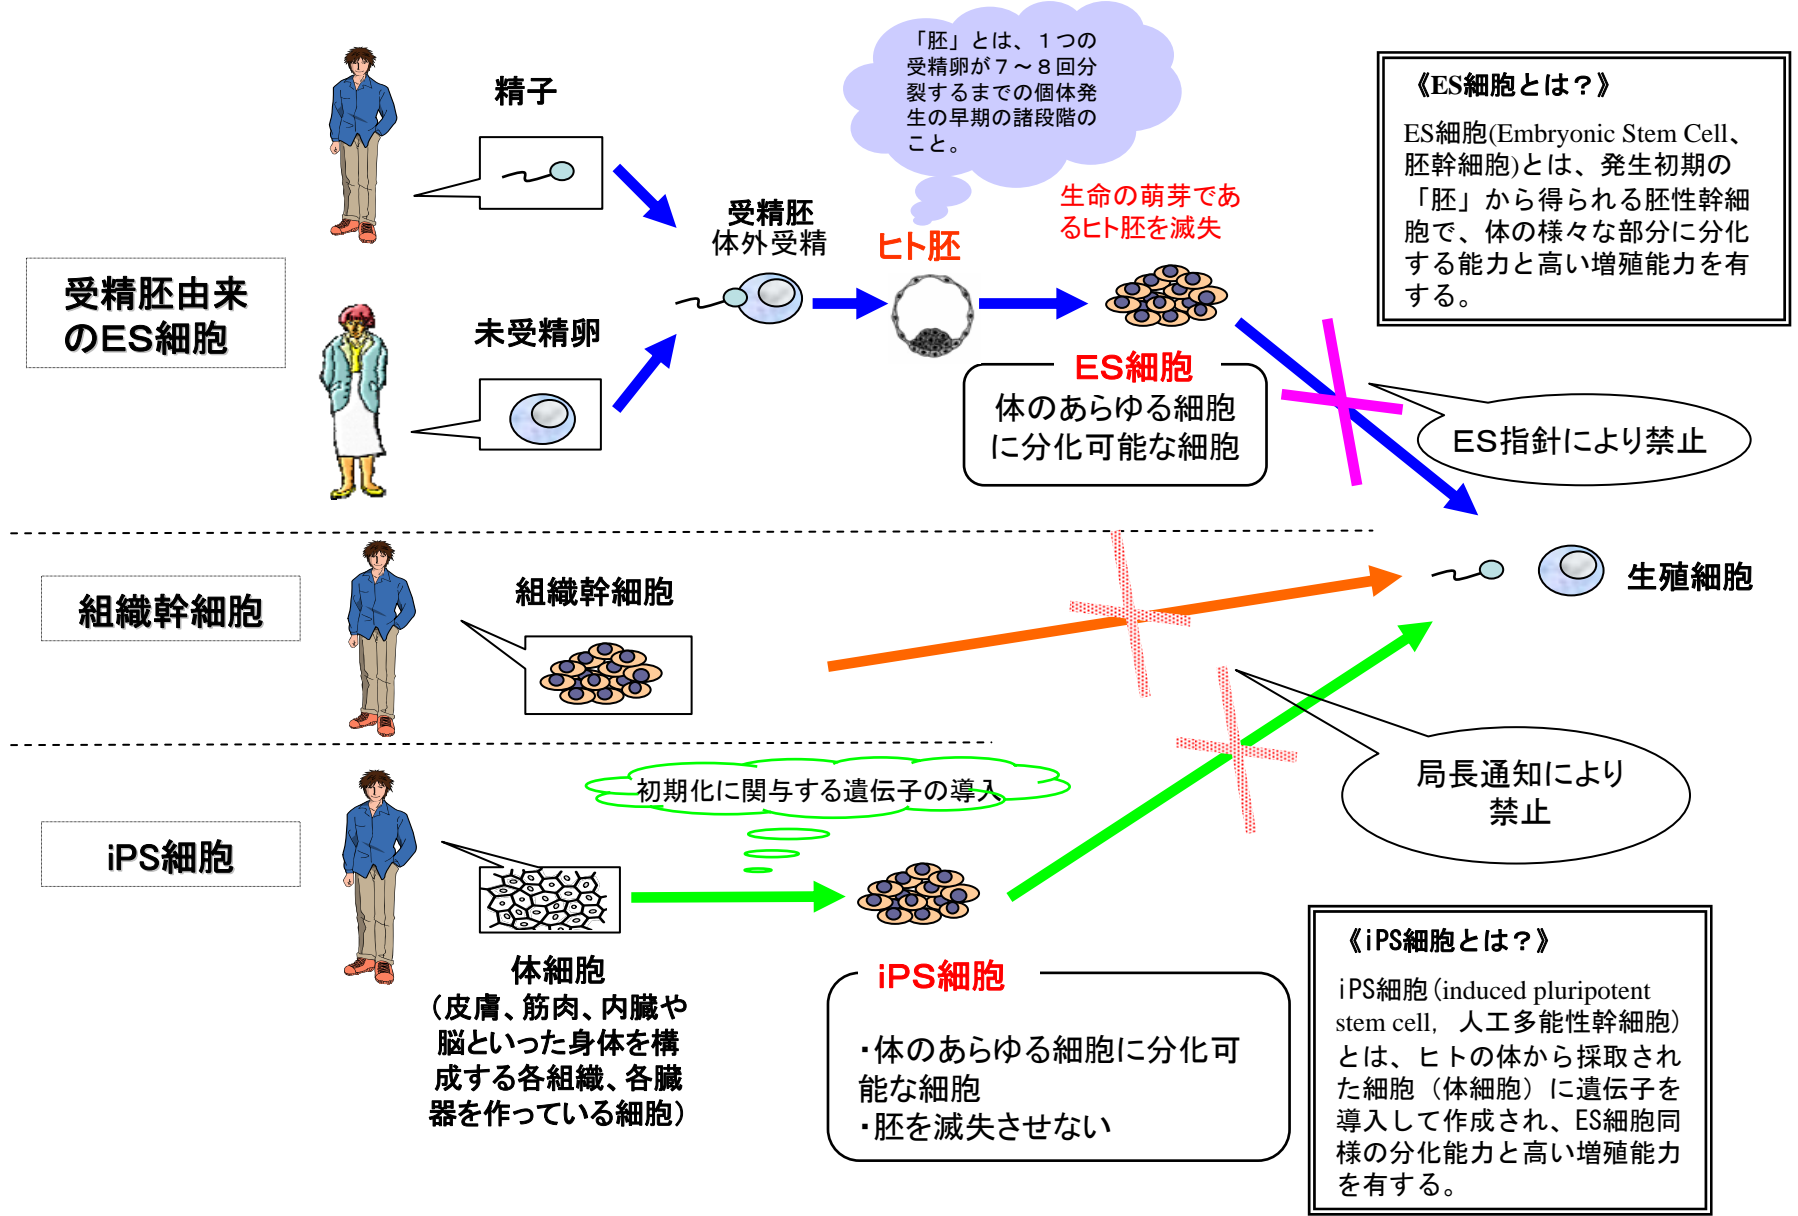 「胚」とは、１つの
受精卵が７～８回分
裂するまでの個体発
生の早期の諸段階の
こと。
《ES細胞とは？》
ES細胞(Embryonic Stem Cell、
胚幹細胞)とは、発生初期の
「胚」から得られる胚性幹細
胞で、体の様々な部分に分化
する能力と高い増殖能力を有
する。
精子
受精胚
体外受精
ヒト胚
生命の萌芽であ
るヒト胚を滅失
受精胚由来
のES細胞
未受精卵
ES細胞
体のあらゆる細胞
に分化可能な細胞
ES指針により禁止
組織幹細胞
組織幹細胞
生殖細胞
初期化に関与する遺伝子の導入
局長通知により
禁止
iPS細胞
体細胞
（皮膚、筋肉、内臓や
脳といった身体を構
成する各組織、各臓
器を作っている細胞）
iPS細胞
・体のあらゆる細胞に分化可
能な細胞
・胚を滅失させない
《iPS細胞とは？》
iPS細胞(induced pluripotent
stem cell, 人工多能性幹細胞)
とは、ヒトの体から採取され
た細胞（体細胞）に遺伝子を
導入して作成され、ES細胞同
様の分化能力と高い増殖能力
を有する。